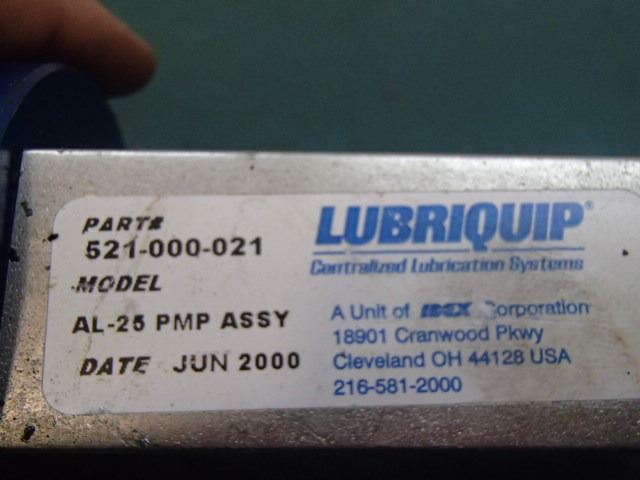 PART#
521-000-021
MODEL
AL-25 PMP ASSY
DATE JUN 2000
LUBRIQUIP®
Centralized Lubrication Systems
A Unit of IDEX Corporation
18901 Cranwood Pkwy
Cleveland OH 44128 USA
216-581-2000